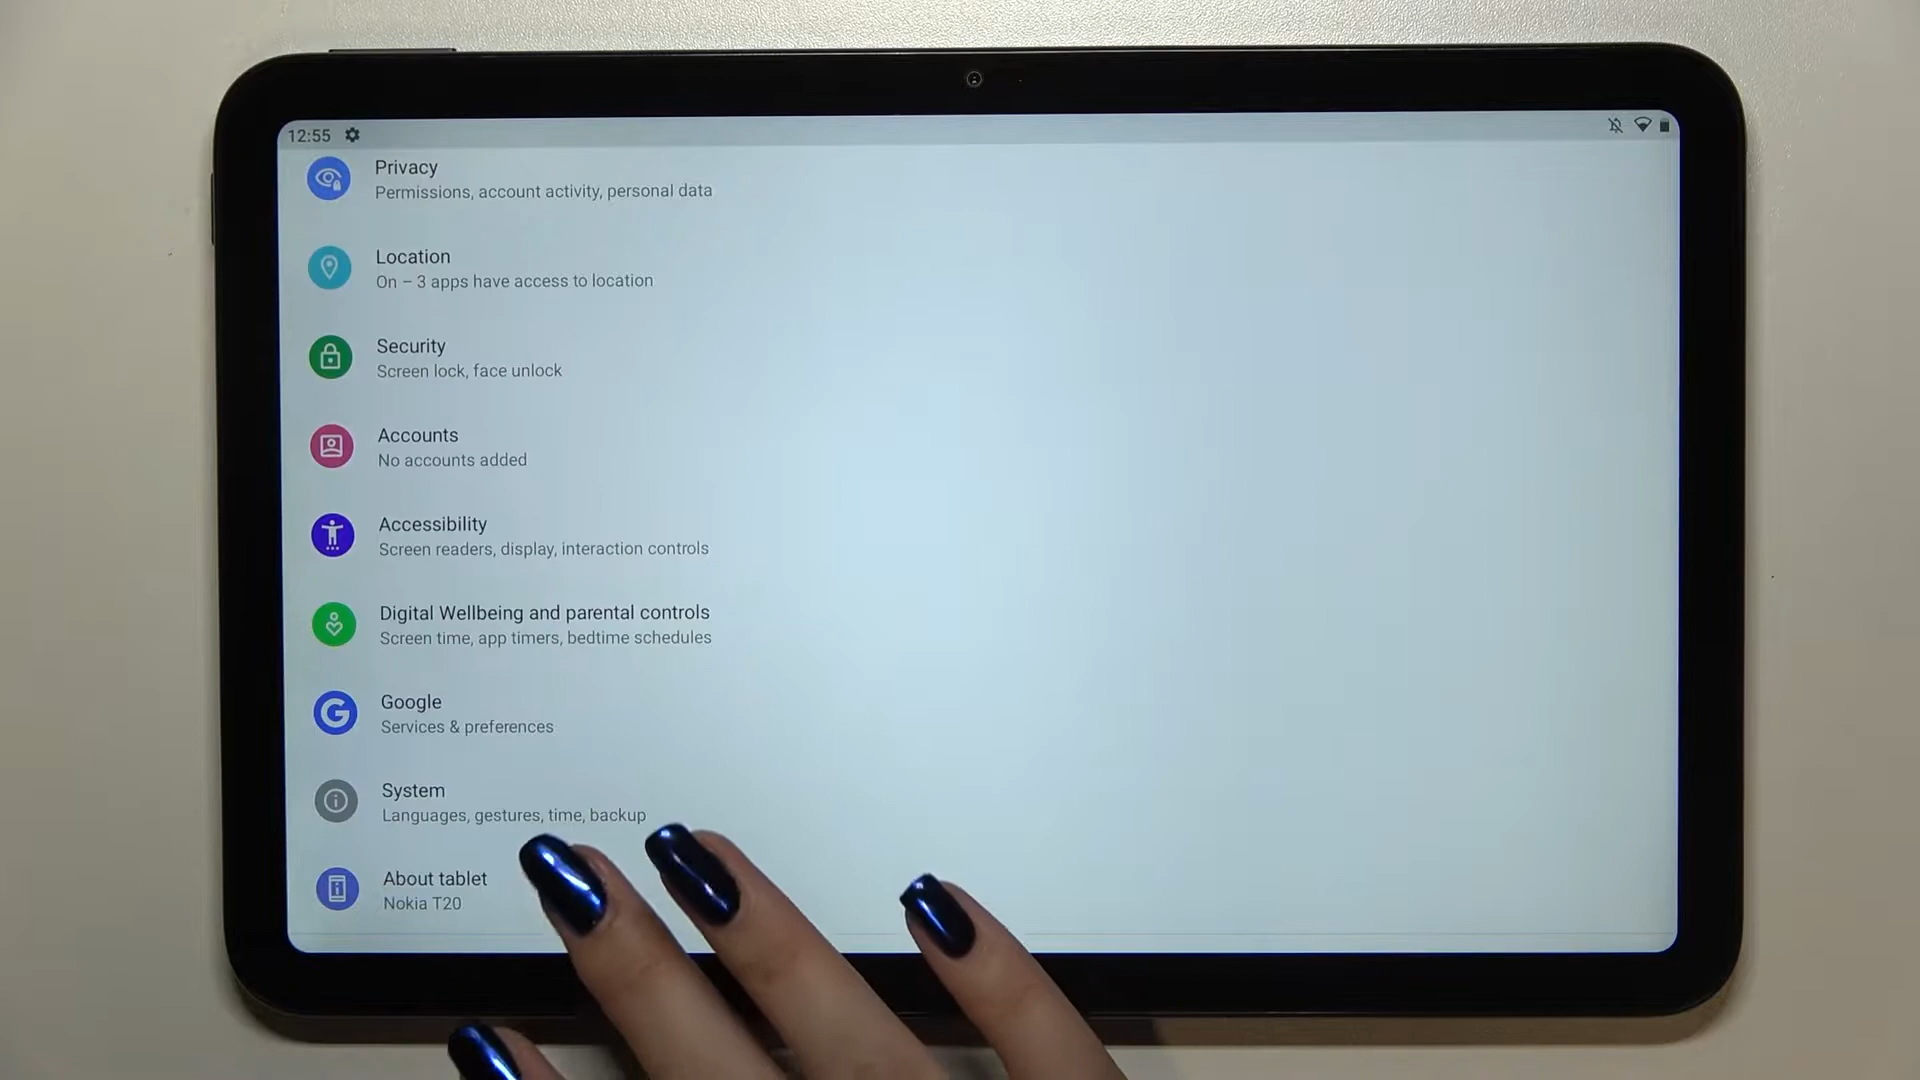 12:55
Privacy
Permissions, account activity, personal data
Location
On – 3 apps have access to location
Security
Screen lock, face unlock
Accounts
No accounts added
Accessibility
Screen readers, display, interaction controls
Digital Wellbeing and parental controls
Screen time, app timers, bedtime schedules
Google
Services & preferences
System
Languages, gestures, time, backup
About tablet
Nokia T20